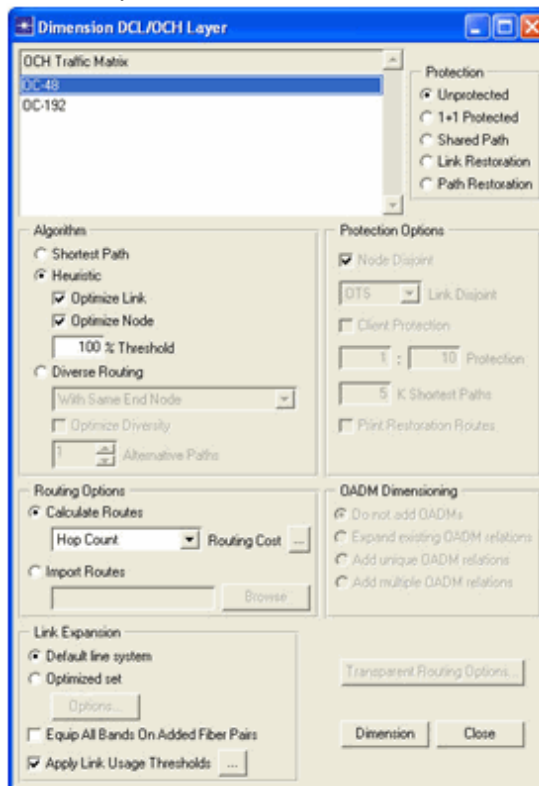 Dimension DCL/OCH Layer
OCH Traffic Matrix
OC-48
OC-192
Protection
Unprotected
1+1 Protected
Shared Path
Link Restoration
Path Restoration
Algorithm
Shortest Path
Heuristic
Optimize Link
Optimize Node
100 % Threshold
Diverse Routing
With Same End Node
Optimize Diversity
1 Alternative Paths
Protection Options
Node Disjoint
OTS Link Disjoint
Client Protection
1 : 10 Protection
5 K Shortest Paths
Print Restoration Routes
Routing Options
Calculate Routes
Hop Count Routing Cost ...
Import Routes
Browse
OADM Dimensioning
Do not add OADMs
Expand existing OADM relations
Add unique OADM relations
Add multiple OADM relations
Link Expansion
Default line system
Optimized set
Options...
Equip All Bands On Added Fiber Pairs
Apply Link Usage Thresholds ...
Transparent Routing Options...
Dimension Close